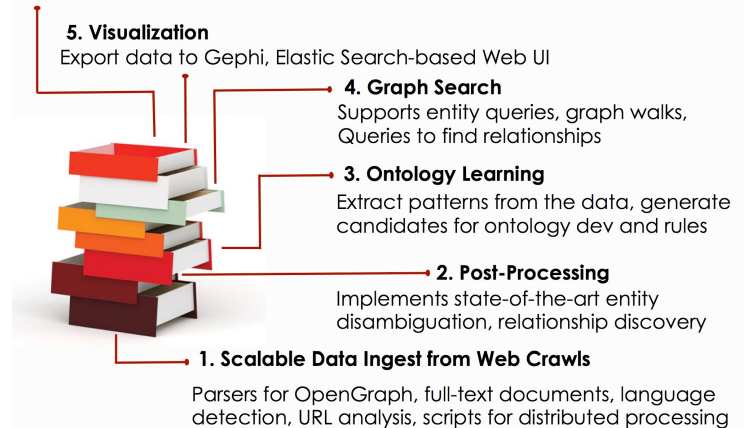 5. Visualization
Export data to Gephi, Elastic Search-based Web UI
4. Graph Search
Supports entity queries, graph walks,
Queries to find relationships
3. Ontology Learning
Extract patterns from the data, generate
candidates for ontology dev and rules
2. Post-Processing
Implements state-of-the-art entity
disambiguation, relationship discovery
1. Scalable Data Ingest from Web Crawls
Parsers for OpenGraph, full-text documents, language
detection, URL analysis, scripts for distributed processing